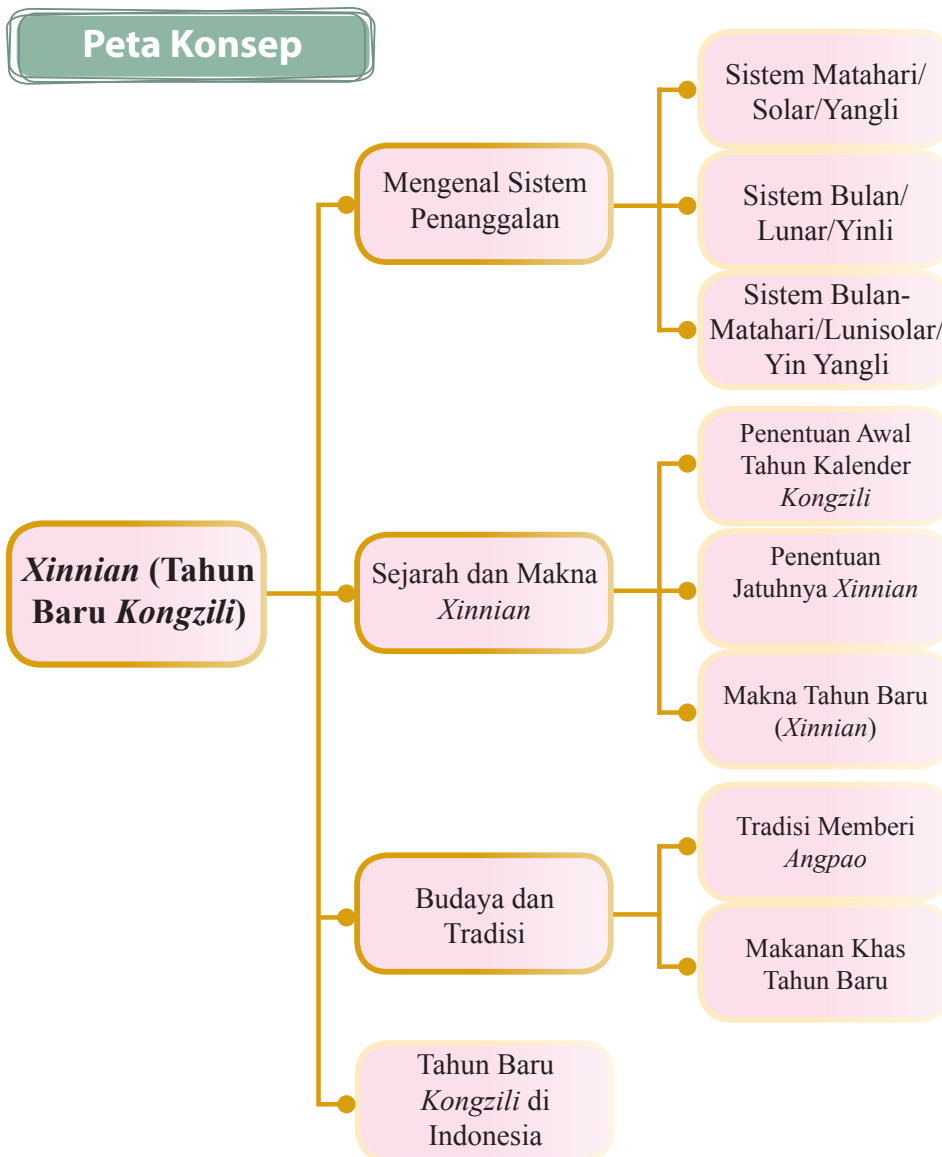 Peta Konsep
Xinnian (Tahun
Baru Kongzili)
Mengenal Sistem
Penanggalan
Sistem Matahari/
Solar/Yangli
Sistem Bulan/
Lunar/Yinli
Sistem Bulan-
Matahari/Lunisolar/
Yin Yangli
Sejarah dan Makna
Xinnian
Penentuan Awal
Tahun Kalender
Kongzili
Penentuan
Jatuhnya Xinnian
Makna Tahun Baru
(Xinnian)
Budaya dan
Tradisi
Tradisi Memberi
Angpao
Makanan Khas
Tahun Baru
Tahun Baru
Kongzili di
Indonesia